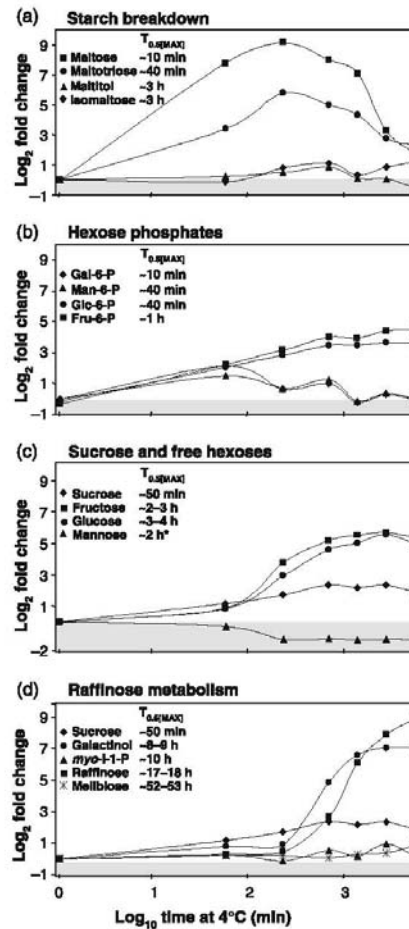 (a) Starch breakdown
T0.5[MAX]
Maltose ~10 min
Maltotriose ~40 min
Maltitol ~3 h
Isomaltose ~3 h
Log2 fold change
9
7
5
3
1
−1
(b) Hexose phosphates
T0.5[MAX]
Gal-6-P ~10 min
Man-6-P ~40 min
Glc-6-P ~40 min
Fru-6-P ~1 h
Log2 fold change
9
7
5
3
1
−1
0 1 2 3
(c) Sucrose and free hexoses
T0.5[MAX]
Sucrose ~50 min
Fructose ~2–3 h
Glucose ~3–4 h
Mannose ~2 h*
Log2 fold change
9
7
5
3
1
−2
(d) Raffinose metabolism
T0.5[MAX]
Sucrose ~50 min
Galactinol ~8–9 h
myo-I-1-P ~10 h
Raffinose ~17–18 h
Melibiose ~52–53 h
Log2 fold change
9
7
5
3
1
−1
0 1 2 3
Log10 time at 4°C (min)